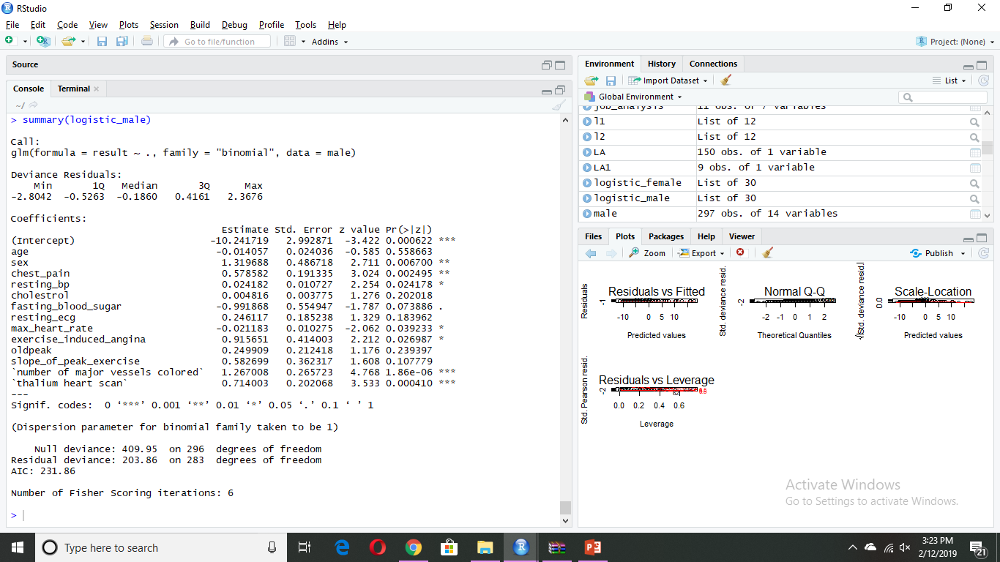 RStudio
File Edit Code View Plots Session Build Debug Profile Tools Help
Go to file/function Addins Project: (None)
Source
Console Terminal
~/
> summary(logistic_male)
Call:
glm(formula = result ~ ., family = "binomial", data = male)
Deviance Residuals:
Min 1Q Median 3Q Max
-2.8042 -0.5263 -0.1860 0.4161 2.3676
Coefficients:
Estimate Std. Error z value Pr(>|z|)
(Intercept) -10.241719 2.992871 -3.422 0.000622 ***
age -0.014057 0.024036 -0.585 0.558663
sex 1.319688 0.486718 2.711 0.006700 **
chest_pain 0.578582 0.191335 3.024 0.002495 **
resting_bp 0.024182 0.010727 2.254 0.024178 *
cholestrol 0.004816 0.003775 1.276 0.202018
fasting_blood_sugar -0.991868 0.554947 -1.787 0.073886 .
resting_ecg 0.246117 0.185238 1.329 0.183962
max_heart_rate -0.021183 0.010275 -2.062 0.039233 *
exercise_induced_angina 0.915651 0.414003 2.212 0.026987 *
oldpeak 0.249909 0.212418 1.176 0.239397
slope_of_peak_exercise 0.582699 0.362317 1.608 0.107779
`number of major vessels colored` 1.267008 0.265723 4.768 1.86e-06 ***
`thalium heart scan` 0.714003 0.202068 3.533 0.000410 ***
---
Signif. codes: 0 ‘***’ 0.001 ‘**’ 0.01 ‘*’ 0.05 ‘.’ 0.1 ‘ ’ 1
(Dispersion parameter for binomial family taken to be 1)
Null deviance: 409.95 on 296 degrees of freedom
Residual deviance: 203.86 on 283 degrees of freedom
AIC: 231.86
Number of Fisher Scoring iterations: 6
>
Environment History Connections
Import Dataset List
Global Environment
job_analysis 11 obs. of 7 variables
l1 List of 12
l2 List of 12
LA 150 obs. of 1 variable
LA1 9 obs. of 1 variable
logistic_female List of 30
logistic_male List of 30
male 297 obs. of 14 variables
Files Plots Packages Help Viewer
Zoom Export Publish
Residuals vs Fitted
Residuals
-1
-10 0 5 10
Predicted values
Normal Q-Q
Std. deviance resid.
-2
-2 -1 0 1 2
Theoretical Quantiles
Scale-Location
Std. deviance resid.
0.0
-10 0 5 10
Predicted values
Residuals vs Leverage
Std. Pearson resid.
-2
0.0 0.2 0.4 0.6
Leverage
Activate Windows
Go to Settings to activate Windows.
Type here to search
3:23 PM
2/12/2019
21